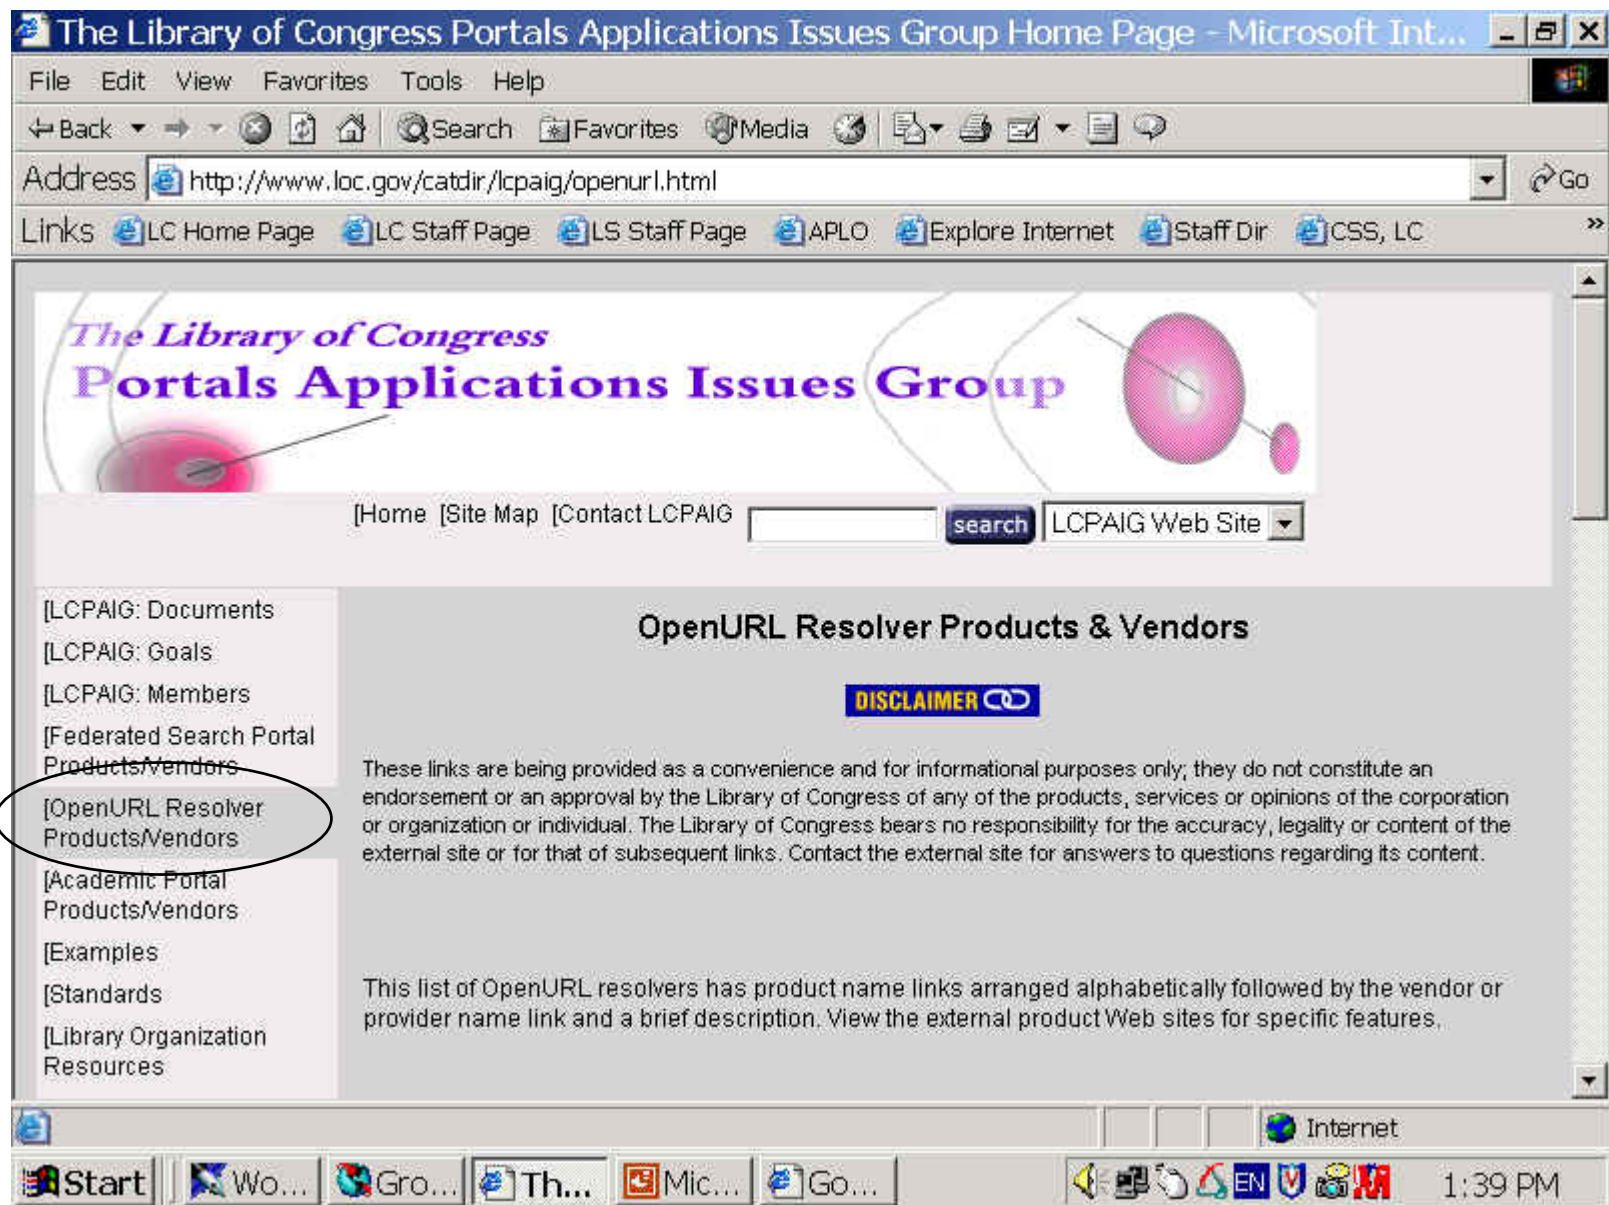 The Library of Congress Portals Applications Issues Group Home Page - Microsoft Int...
File Edit View Favorites Tools Help
Back Search Favorites Media
Address http://www.loc.gov/catdir/lcpaig/openurl.html Go
Links LC Home Page LC Staff Page LS Staff Page APLO Explore Internet Staff Dir CSS, LC »
The Library of Congress
Portals Applications Issues Group
[Home [Site Map [Contact LCPAIG search LCPAIG Web Site
[LCPAIG: Documents
[LCPAIG: Goals
[LCPAIG: Members
[Federated Search Portal
Products/Vendors
[OpenURL Resolver
Products/Vendors
[Academic Portal
Products/Vendors
[Examples
[Standards
[Library Organization
Resources
OpenURL Resolver Products & Vendors
DISCLAIMER
These links are being provided as a convenience and for informational purposes only; they do not constitute an
endorsement or an approval by the Library of Congress of any of the products, services or opinions of the corporation
or organization or individual. The Library of Congress bears no responsibility for the accuracy, legality or content of the
external site or for that of subsequent links. Contact the external site for answers to questions regarding its content.
This list of OpenURL resolvers has product name links arranged alphabetically followed by the vendor or
provider name link and a brief description. View the external product Web sites for specific features.
Internet
Start Wo... Gro... Th... Mic... Go... EN 1:39 PM